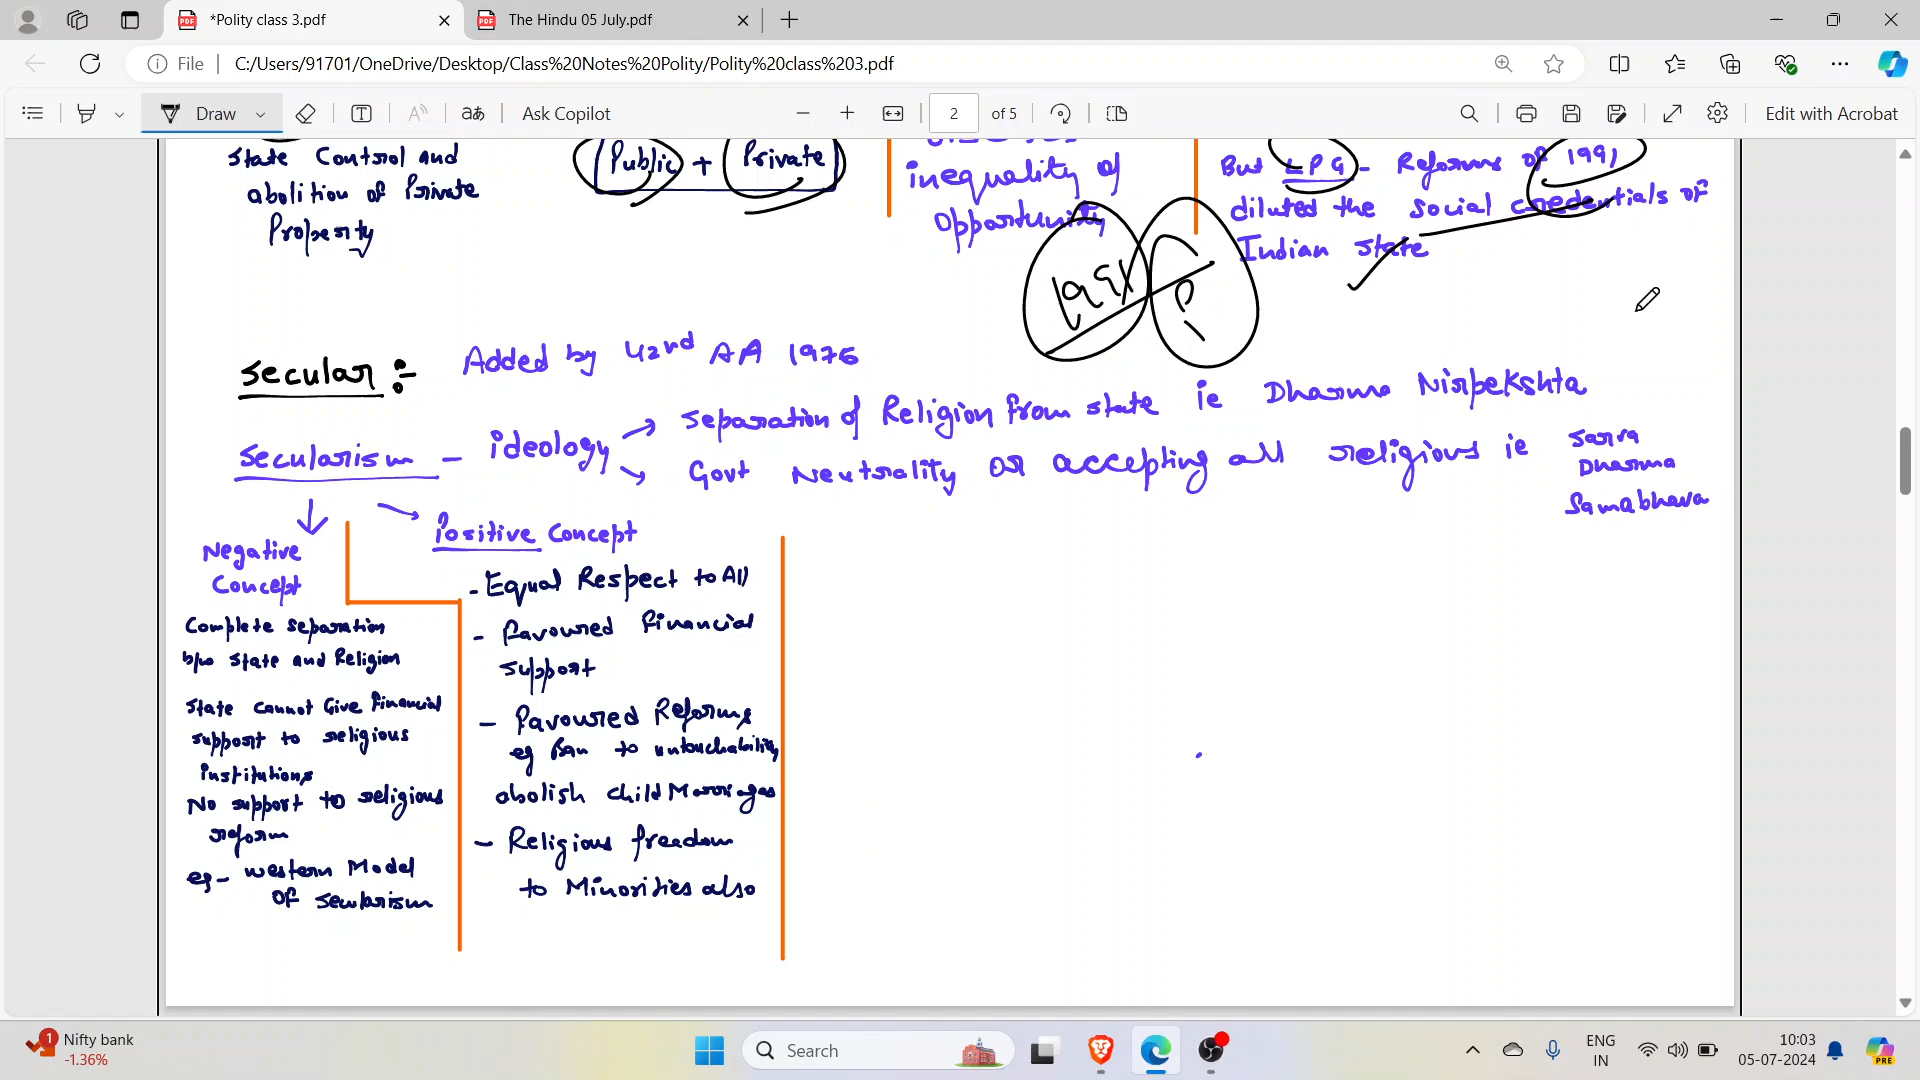 *Polity class 3.pdf
The Hindu 05 July.pdf
File
C:/Users/91701/OneDrive/Desktop/Class%20Notes%20Polity/Polity%20class%203.pdf
Draw
aあ
Ask Copilot
2
of 5
Edit with Acrobat
State Control and
abolition of Private
Property
Public + Private
inequality of
opportunity
But LPG - Reforms of 1991
diluted the social credentials of
Indian state
1991
Secular :-
Added by 42nd AA 1976
Secularism - ideology
Separation of Religion from state ie Dharma Nirpekshta
Govt Neutrality or accepting all religious ie
Sarva
Dharma
Samabhava
Negative
Concept
Complete separation
b/w State and Religion
State cannot Give Financial
support to religious
institutions
No support to religious
reform
eg- western Model
of secularism
Positive Concept
- Equal Respect to All
- Favoured Financial
support
- Favoured Reforms
eg Ban to untouchability
abolish child Marriages
- Religious freedom
to Minorities also
1
Nifty bank
-1.36%
Search
ENG
IN
10:03
05-07-2024
PRE